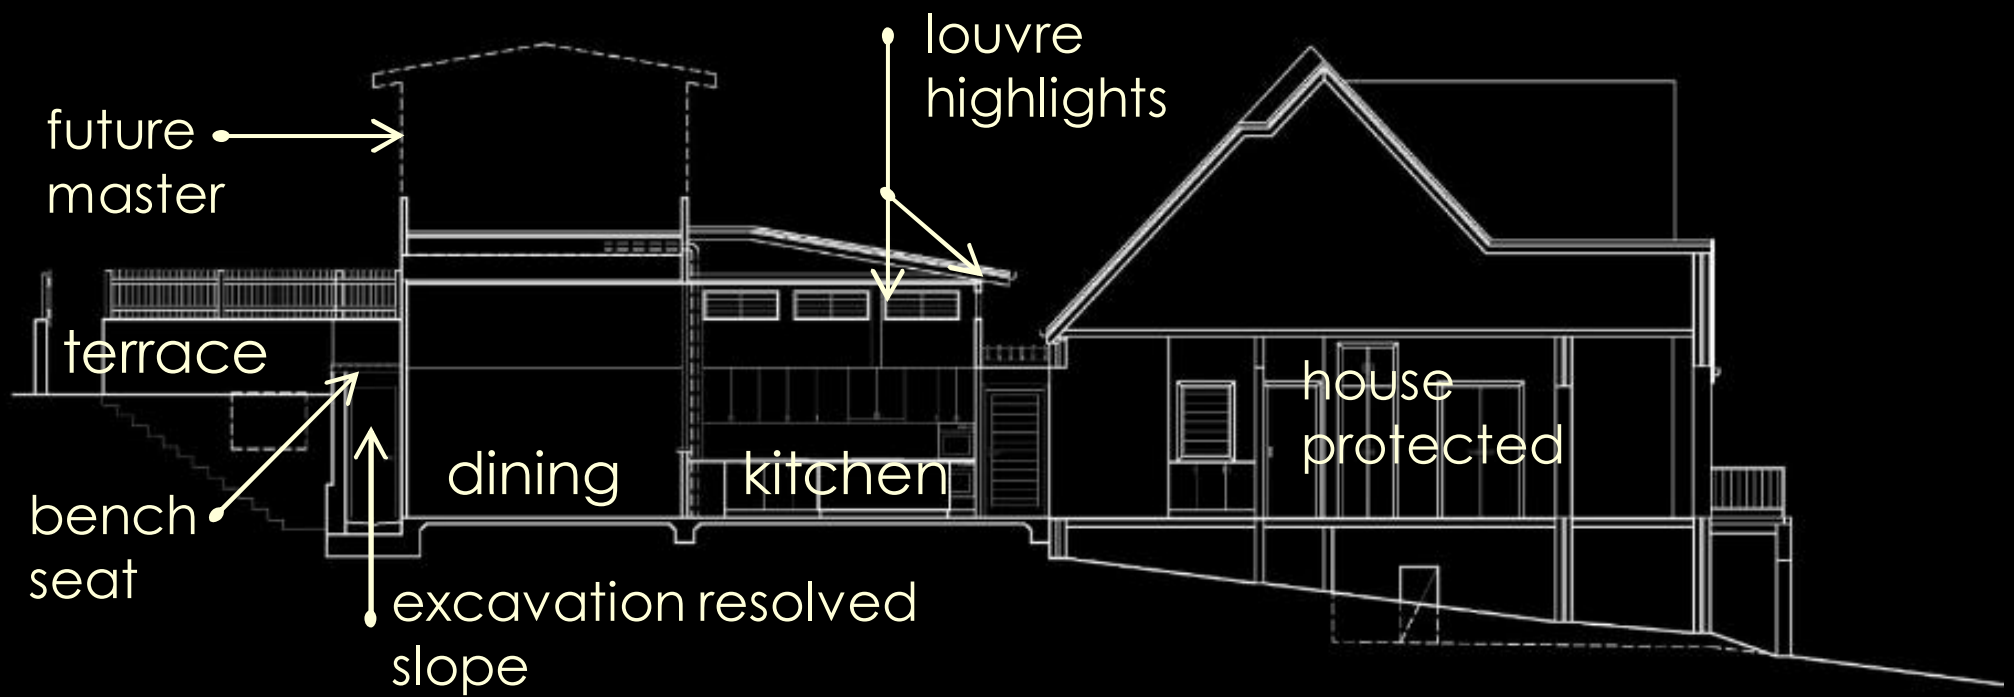 louvre
highlights
future
master
terrace
house
protected
dining
kitchen
bench
seat
excavation resolved
slope